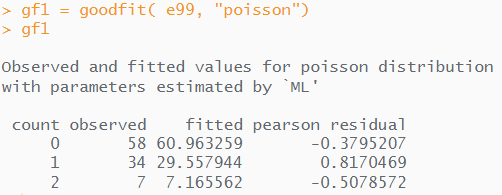 > gf1 = goodfit( e99, "poisson")
> gf1
Observed and fitted values for poisson distribution
with parameters estimated by `ML'
count observed fitted pearson residual
0 58 60.963259 -0.3795207
1 34 29.557944 0.8170469
2 7 7.165562 -0.5078572